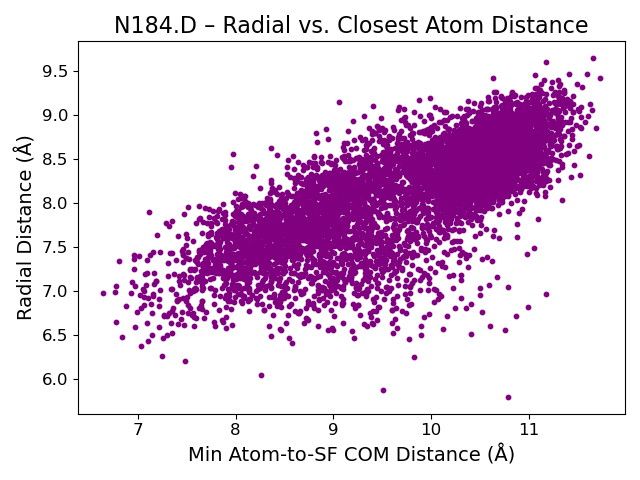 N184.D – Radial vs. Closest Atom Distance
9.5
9.0
8.5
8.0
7.5
7.0
6.5
6.0
Radial Distance (Å)
7 8 9 10 11
Min Atom-to-SF COM Distance (Å)